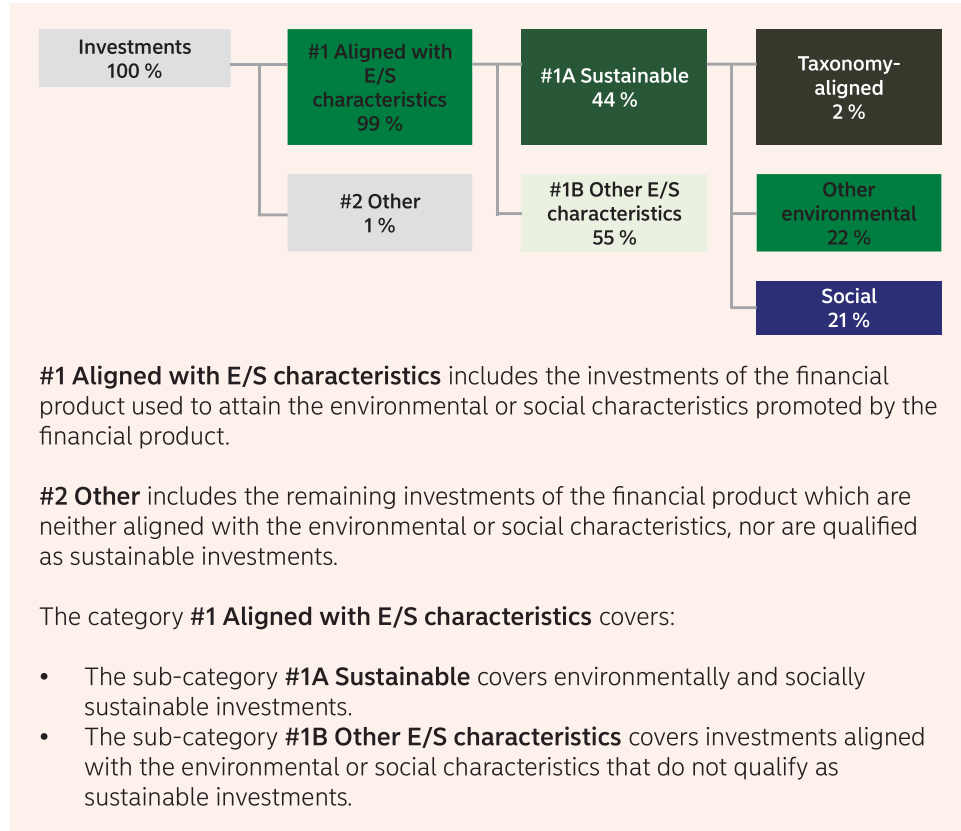 Investments
100 %
#1 Aligned with
E/S
characteristics
99 %
#1A Sustainable
44 %
Taxonomy-
aligned
2 %
#2 Other
1 %
#1B Other E/S
characteristics
55 %
Other
environmental
22 %
Social
21 %
#1 Aligned with E/S characteristics includes the investments of the financial
product used to attain the environmental or social characteristics promoted by the
financial product.
#2 Other includes the remaining investments of the financial product which are
neither aligned with the environmental or social characteristics, nor are qualified
as sustainable investments.
The category #1 Aligned with E/S characteristics covers:
• The sub-category #1A Sustainable covers environmentally and socially
sustainable investments.
• The sub-category #1B Other E/S characteristics covers investments aligned
with the environmental or social characteristics that do not qualify as
sustainable investments.